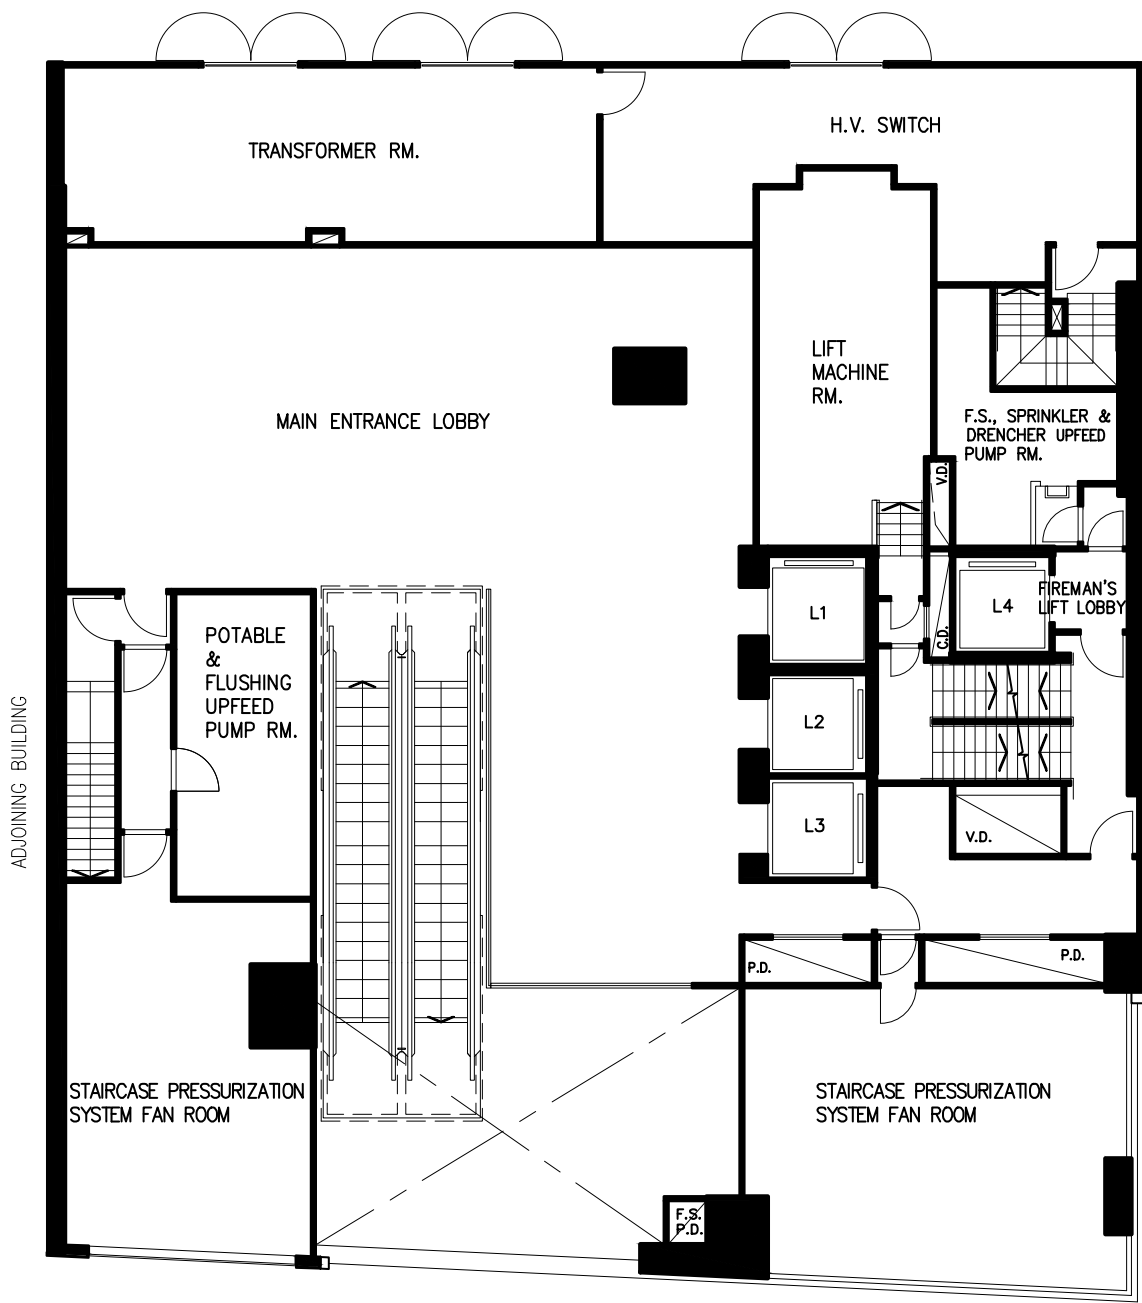 H.V. SWITCH
TRANSFORMER RM.
LIFT
MACHINE
RM.
MAIN ENTRANCE LOBBY
F.S., SPRINKLER &
DRENCHER UPFEED
PUMP RM.
V.D.
L1
L4
FIREMAN'S
LIFT LOBBY
C.D.
POTABLE
&
FLUSHING
UPFEED
PUMP RM.
L2
ADJOINING BUILDING
L3
V.D.
P.D.
P.D.
STAIRCASE PRESSURIZATION
SYSTEM FAN ROOM
STAIRCASE PRESSURIZATION
SYSTEM FAN ROOM
F.S.
P.D.